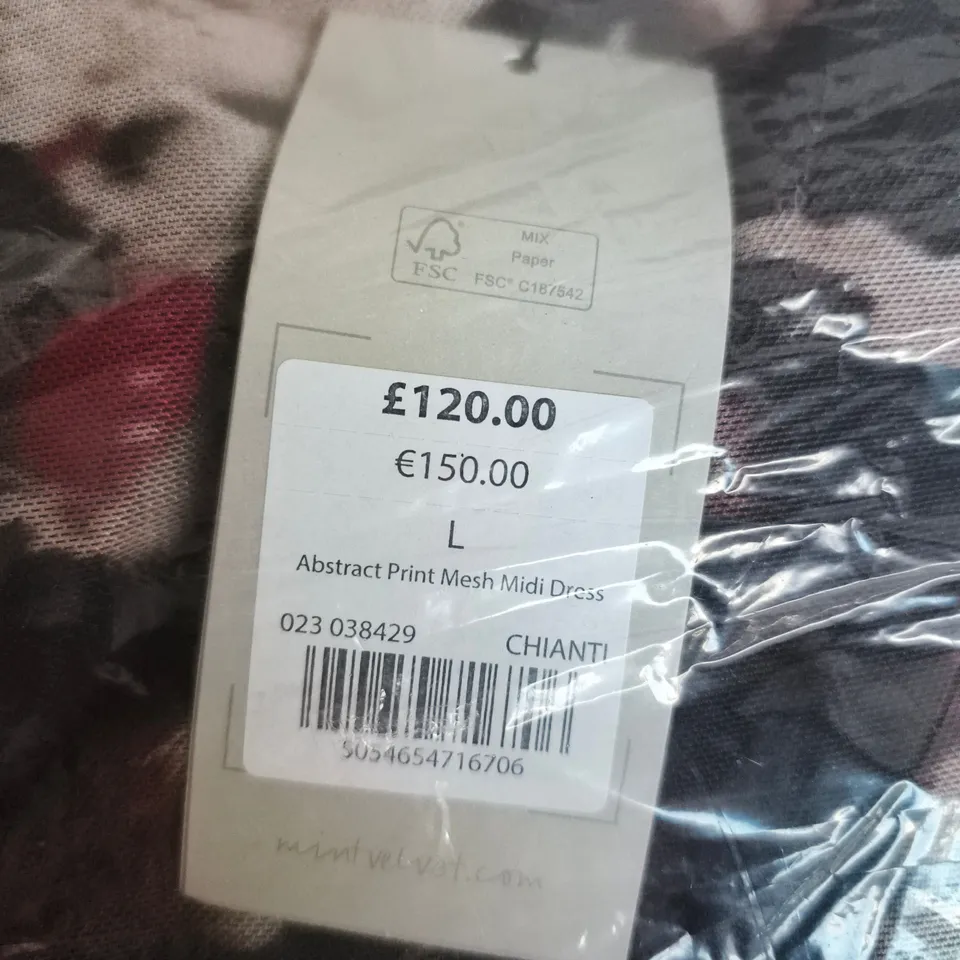 MIX
Paper
FSC
FSC® C187542
£120.00
€150.00
L
Abstract Print Mesh Midi Dress
023 038429 CHIANTI
5054654716706
mintvelvet.com